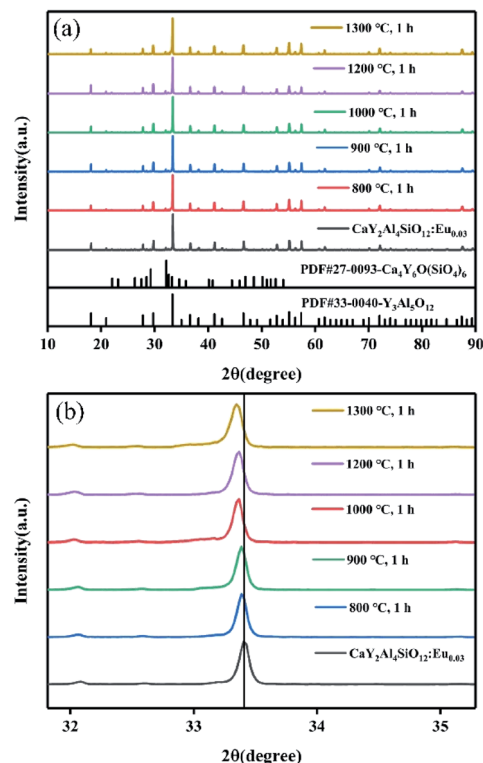 (a)
1300 °C, 1 h
1200 °C, 1 h
1000 °C, 1 h
900 °C, 1 h
800 °C, 1 h
CaY₂Al₄SiO₁₂:Eu₀.₀₃
PDF#27-0093-Ca₄Y₆O(SiO₄)₆
PDF#33-0040-Y₃Al₅O₁₂
Intensity(a.u.)
10 20 30 40 50 60 70 80 90
2θ(degree)
(b)
1300 °C, 1 h
1200 °C, 1 h
1000 °C, 1 h
900 °C, 1 h
800 °C, 1 h
CaY₂Al₄SiO₁₂:Eu₀.₀₃
Intensity(a.u.)
32 33 34 35
2θ(degree)